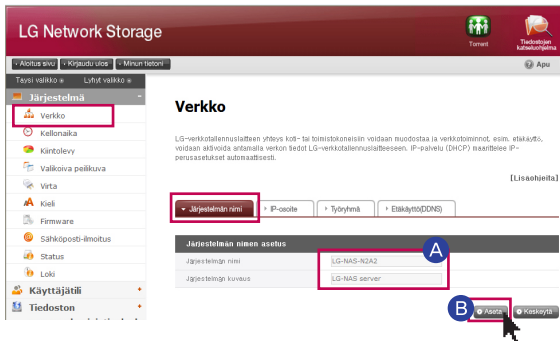 LG Network Storage
Torrent
Tiedostojen katseluohjelma
Aloitus sivu
Kirjaudu ulos
Minun tietoni
Apu
Täysi valikko
Lyhyt valikko
Järjestelmä
Verkko
Kellonaika
Kiintolevy
Valikoiva peilikuva
Virta
Kieli
Firmware
Sähköposti-ilmoitus
Status
Loki
Käyttäjätili
Tiedoston
Verkko
LG-verkkotallennuslaitteen yhteys koti- tai toimistokoneisiin voidaan muodostaa ja verkkotoiminnot, esim. etäkäyttö,
voidaan aktivoida antamalla verkon tiedot LG-verkkotallennuslaitteeseen. IP-palvelu (DHCP) maarittelee IP-
perusasetukset automaattisesti.
[Lisaohjeita]
Järjestelmän nimi
IP-osoite
Työryhmä
Etäkäyttö(DDNS)
Järjestelmän nimen asetus
Järjestelmän nimi
LG-NAS-N2A2
A
Järjestelmän kuvaus
LG-NAS server
B
Aseta
Keskeytä